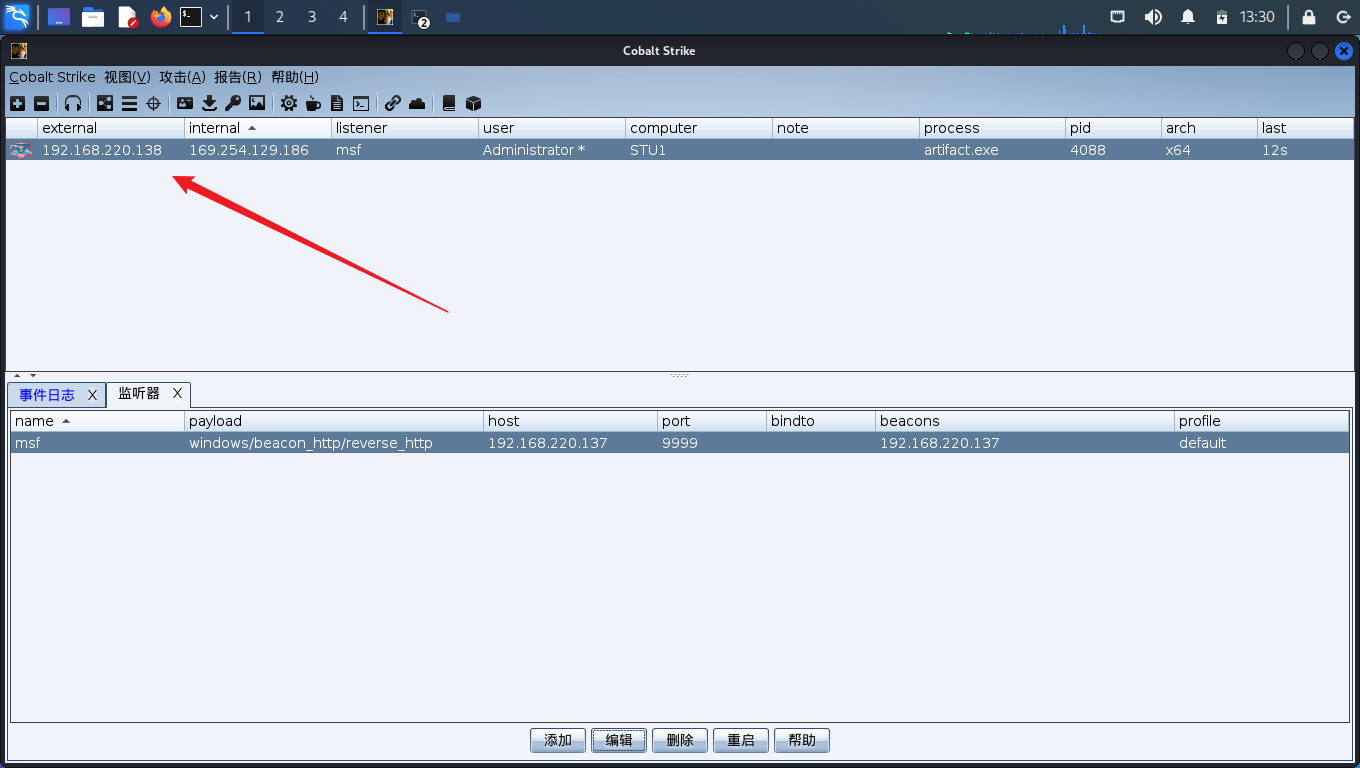 1 2 3 4 2 13:30
Cobalt Strike
Cobalt Strike 视图(V) 攻击(A) 报告(R) 帮助(H)
external internal listener user computer note process pid arch last
192.168.220.138 169.254.129.186 msf Administrator * STU1 artifact.exe 4088 x64 12s
事件日志 X 监听器 X
name payload host port bindto beacons profile
msf windows/beacon_http/reverse_http 192.168.220.137 9999 192.168.220.137 default
添加 编辑 删除 重启 帮助